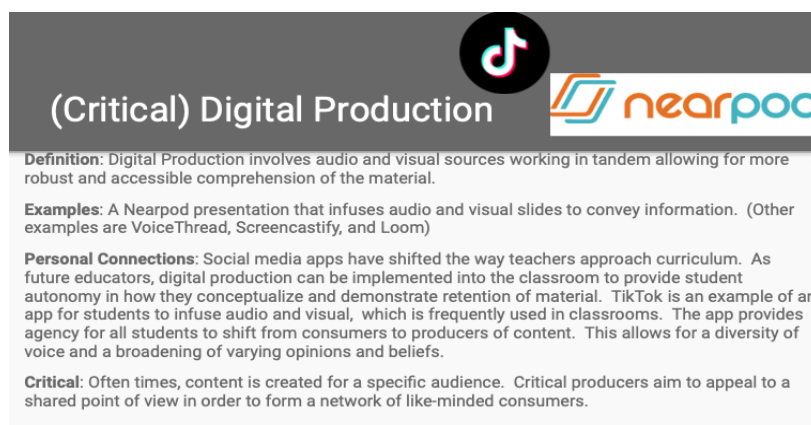 (Critical) Digital Production
nearpod
Definition: Digital Production involves audio and visual sources working in tandem allowing for more
robust and accessible comprehension of the material.
Examples: A Nearpod presentation that infuses audio and visual slides to convey information.  (Other
examples are VoiceThread, Screencastify, and Loom)
Personal Connections: Social media apps have shifted the way teachers approach curriculum.  As
future educators, digital production can be implemented into the classroom to provide student
autonomy in how they conceptualize and demonstrate retention of material.  TikTok is an example of an
app for students to infuse audio and visual,  which is frequently used in classrooms.  The app provides
agency for all students to shift from consumers to producers of content.  This allows for a diversity of
voice and a broadening of varying opinions and beliefs.
Critical: Often times, content is created for a specific audience.  Critical producers aim to appeal to a
shared point of view in order to form a network of like-minded consumers.